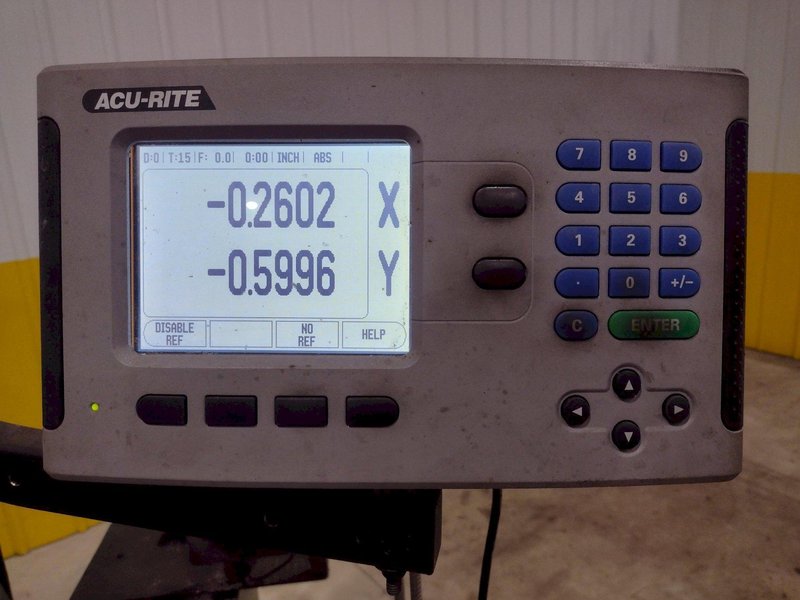 ACU-RITE
D:0 T:15 F: 0.0 0:00 INCH ABS
-0.2602 X
-0.5996 Y
DISABLE REF
NO REF
HELP
7 8 9
4 5 6
1 2 3
. 0 +/-
C ENTER